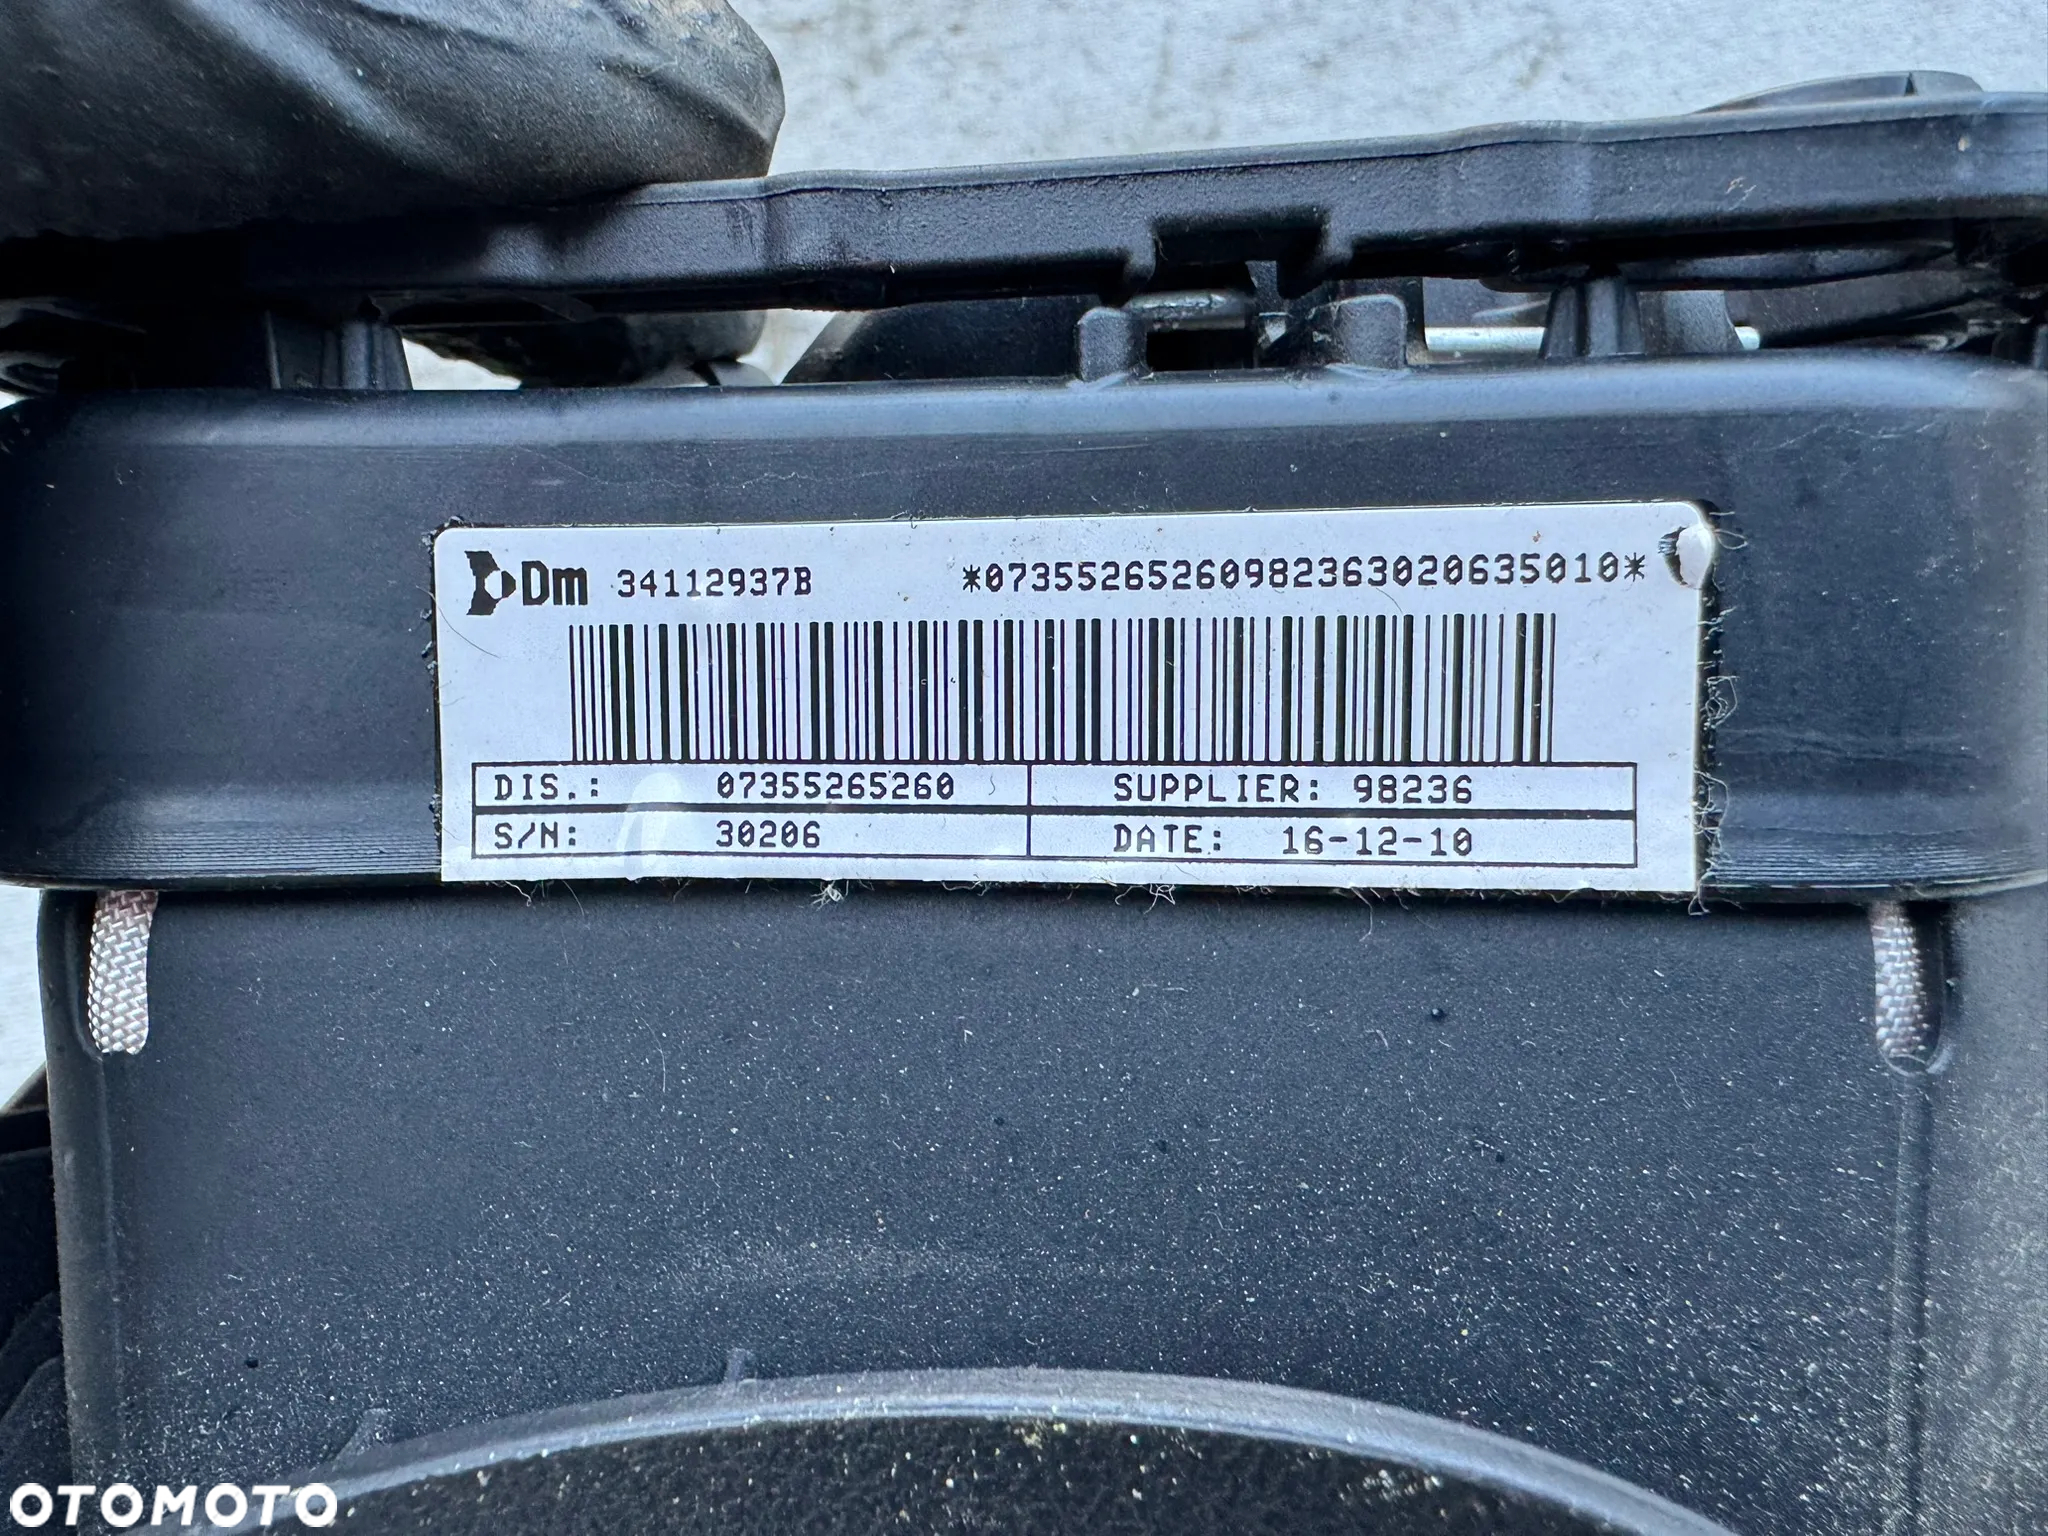 Dm 34112937B *07355265260982363020635010*
DIS.: 07355265260 SUPPLIER: 98236
S/N: 30206 DATE: 16-12-10
OTOMOTO